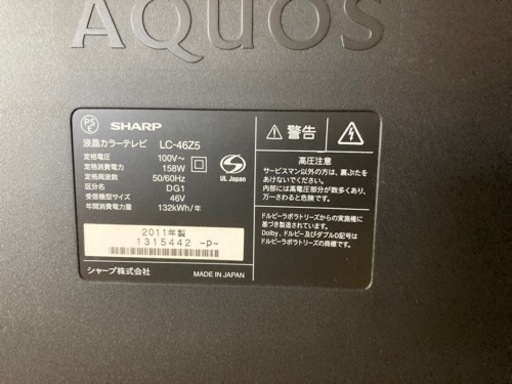 AQUOS
PS
E
SHARP
液晶カラーテレビ LC-46Z5
定格電圧 100V～
定格消費電力 158W
定格周波数 50/60Hz
区分名 DG1
受信機型サイズ 46V
年間消費電力量 132kWh/年
UL Japan
2011年製
1315442 -P-
シャープ株式会社
MADE IN JAPAN
警告
高圧注意
サービスマン以外の方は、裏ぶたを
あけないでください。
内部には高電圧部分が数多くあり、
万一さわると危険です。
ドルビーラボラトリーズからの実施権に
基づき製造されています。
Dolby、ドルビー及びダブルD記号は
ドルビーラボラトリーズの商標です。